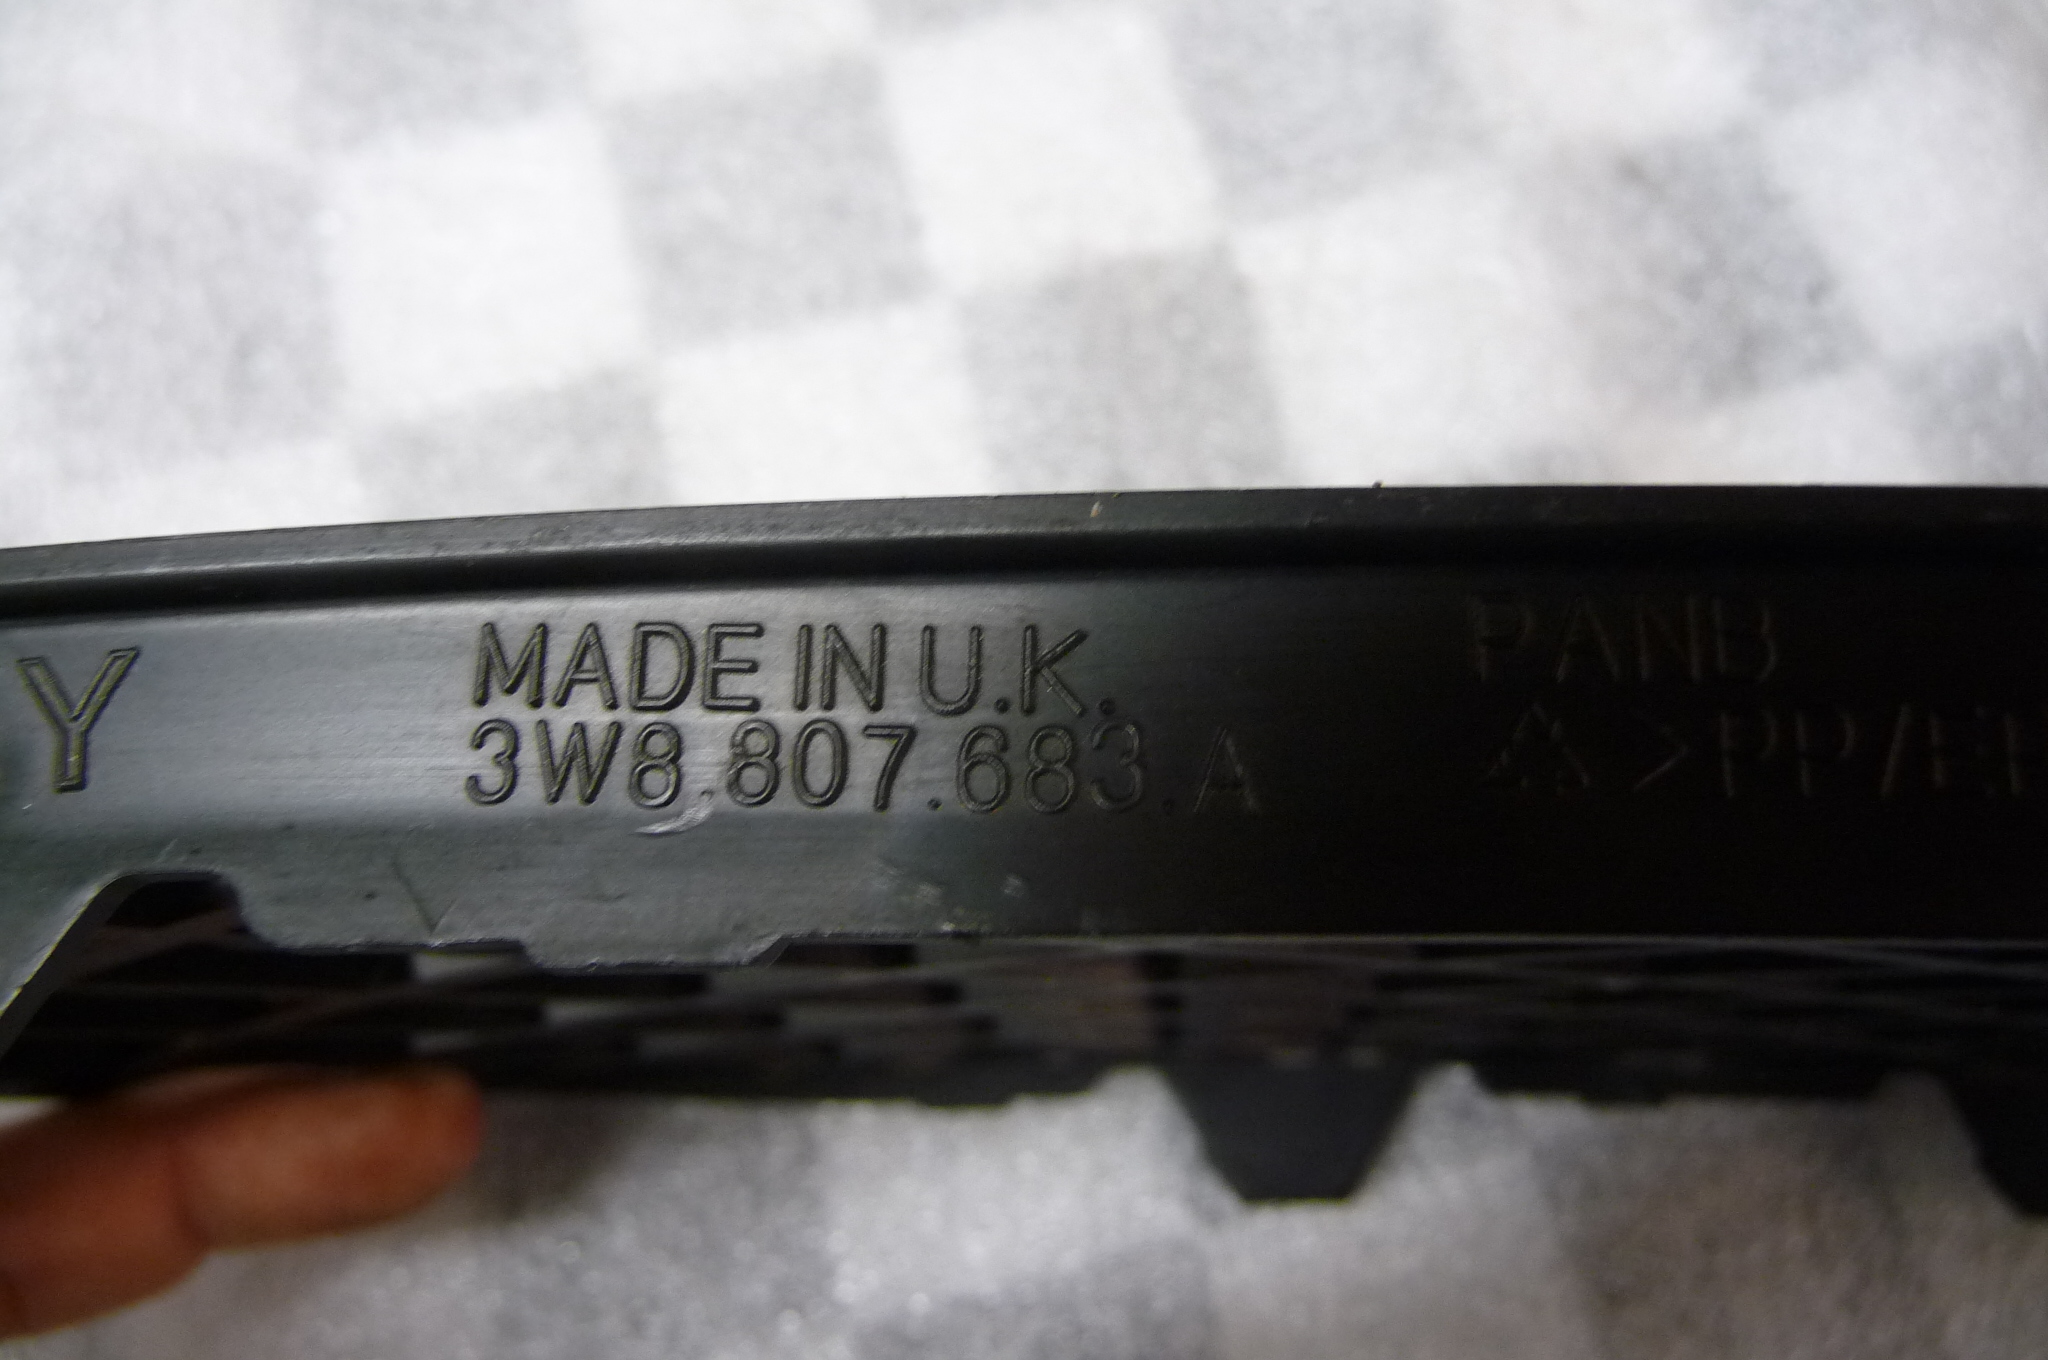 Y
MADE IN U.K.
3W8.807.683.A
PANB
>PP/E